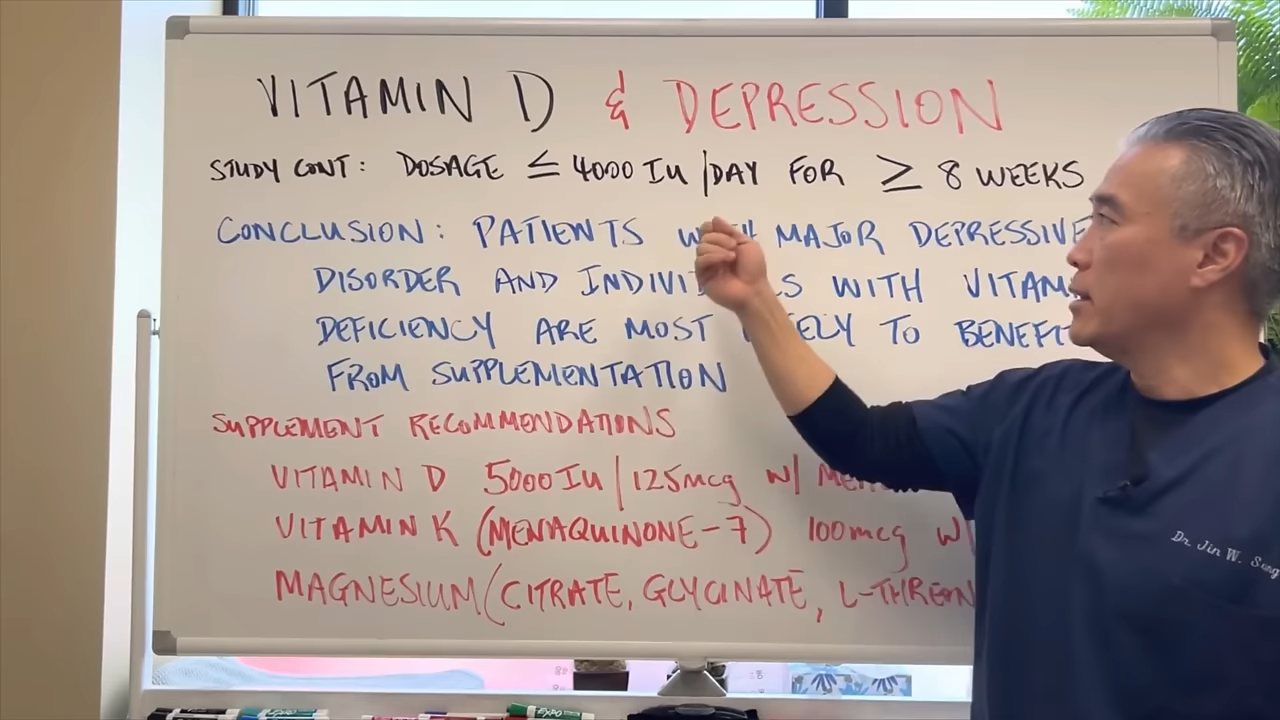 VITAMIN D & DEPRESSION
STUDY CONT: DOSAGE ≤ 4000 IU/DAY FOR ≥ 8 WEEKS
CONCLUSION: PATIENTS MAJOR DEPRESSIVE
DISORDER AND WITH
DEFICIENCY ARE MOST TO BENEFIT
FROM SUPPLEMENTATION
SUPPLEMENT RECOMMENDATIONS
VITAMIN D 5000 IU/125mcg W/
VITAMIN K (MENAQUINONE-7) 100mcg W/
MAGNESIUM (CITRATE, GLYCINATE,
Dr. Jin W. Sung